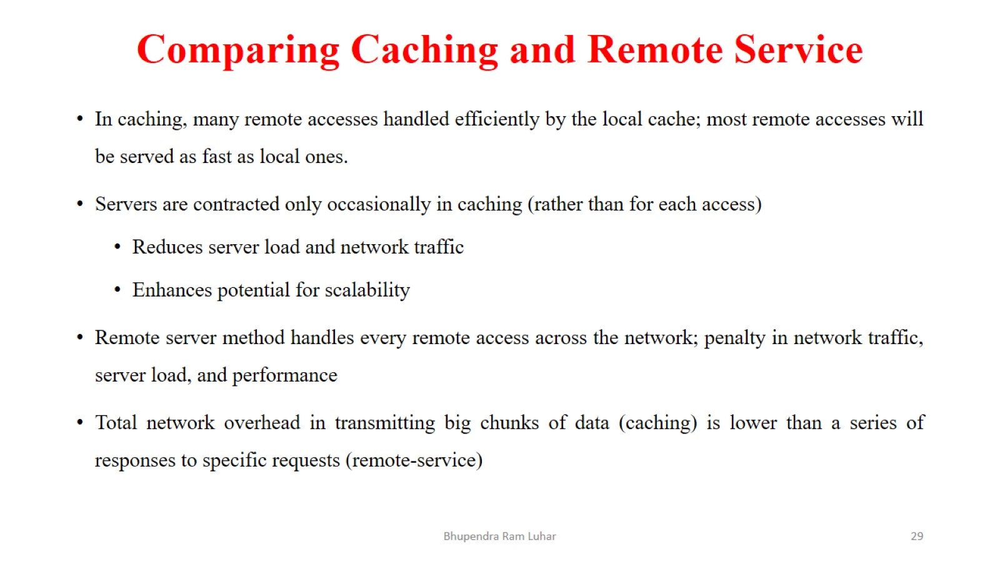 Comparing Caching and Remote Service
• In caching, many remote accesses handled efficiently by the local cache; most remote accesses will
be served as fast as local ones.
• Servers are contracted only occasionally in caching (rather than for each access)
• Reduces server load and network traffic
• Enhances potential for scalability
• Remote server method handles every remote access across the network; penalty in network traffic,
server load, and performance
• Total network overhead in transmitting big chunks of data (caching) is lower than a series of
responses to specific requests (remote-service)
Bhupendra Ram Luhar
29